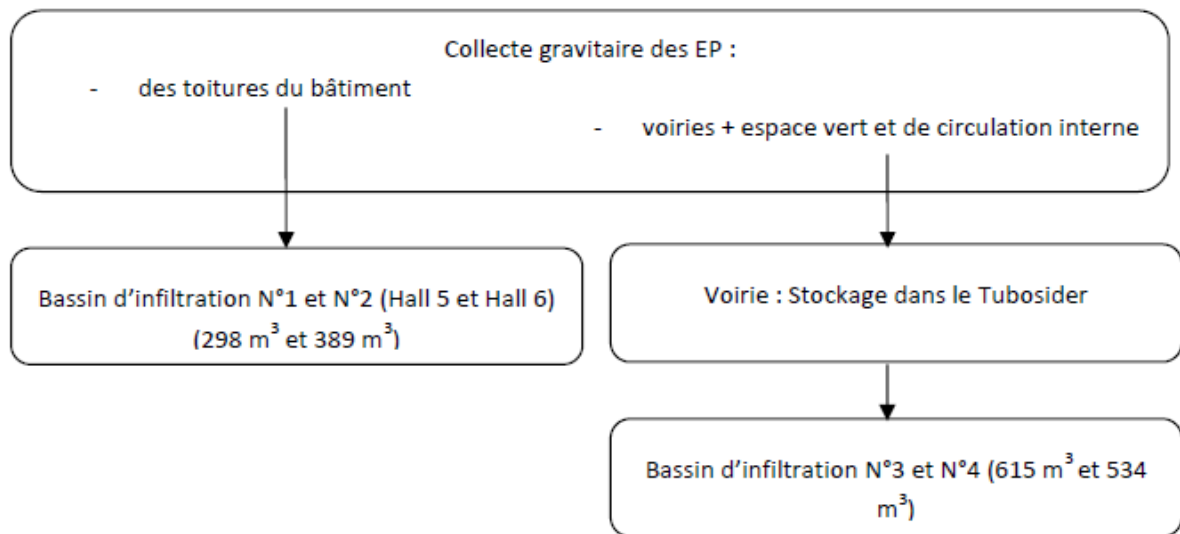 Collecte gravitaire des EP :
- des toitures du bâtiment
- voiries + espace vert et de circulation interne
Bassin d’infiltration N°1 et N°2 (Hall 5 et Hall 6)
(298 m³ et 389 m³)
Voirie : Stockage dans le Tubosider
Bassin d’infiltration N°3 et N°4 (615 m³ et 534
m³)